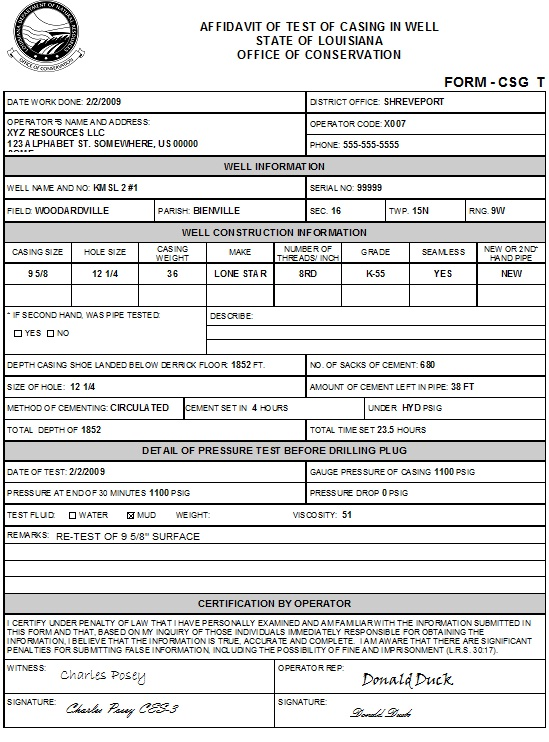 AFFIDAVIT OF TEST OF CASING IN WELL
STATE OF LOUISIANA
OFFICE OF CONSERVATION
OFFICE OF CONSERVATION
FORM - CSG T
DATE WORK DONE: 2/2/2009
DISTRICT OFFICE: SHREVEPORT
OPERATOR'S NAME AND ADDRESS:
XYZ RESOURCES LLC
123 ALPHABET ST. SOMEWHERE, US 00000
OPERATOR CODE: X007
PHONE: 555-555-5555
WELL INFORMATION
WELL NAME AND NO: KMSL 2 #1
SERIAL NO: 99999
FIELD: WOODARDVILLE PARISH: BIENVILLE SEC. 16 TWP. 15N RNG. 9W
WELL CONSTRUCTION INFORMATION
CASING SIZE HOLE SIZE CASING WEIGHT MAKE NUMBER OF THREADS/ INCH GRADE SEAMLESS NEW OR 2ND* HAND PIPE
9 5/8 12 1/4 36 LONE STAR 8RD K-55 YES NEW
* IF SECOND HAND, WAS PIPE TESTED:
YES NO
DESCRIBE:
DEPTH CASING SHOE LANDED BELOW DERRICK FLOOR: 1852 FT.
NO. OF SACKS OF CEMENT: 680
SIZE OF HOLE: 12 1/4
AMOUNT OF CEMENT LEFT IN PIPE: 38 FT
METHOD OF CEMENTING: CIRCULATED CEMENT SET IN 4 HOURS UNDER HYD PSIG
TOTAL DEPTH OF 1852
TOTAL TIME SET 23.5 HOURS
DETAIL OF PRESSURE TEST BEFORE DRILLING PLUG
DATE OF TEST: 2/2/2009
GAUGE PRESSURE OF CASING 1100 PSIG
PRESSURE AT END OF 30 MINUTES 1100 PSIG
PRESSURE DROP 0 PSIG
TEST FLUID: WATER MUD WEIGHT: VISCOSITY: 51
REMARKS: RE-TEST OF 9 5/8" SURFACE
CERTIFICATION BY OPERATOR
I CERTIFY UNDER PENALTY OF LAW THAT I HAVE PERSONALLY EXAMINED AND AM FAMILIAR WITH THE INFORMATION SUBMITTED IN
THIS FORM AND THAT, BASED ON MY INQUIRY OF THOSE INDIVIDUALS IMMEDIATELY RESPONSIBLE FOR OBTAINING THE
INFORMATION, I BELIEVE THAT THE INFORMATION IS TRUE, ACCURATE AND COMPLETE. I AM AWARE THAT THERE ARE SIGNIFICANT
PENALTIES FOR SUBMITTING FALSE INFORMATION, INCLUDING THE POSSIBILITY OF FINE AND IMPRISONMENT (L.R.S. 30:17).
WITNESS: Charles Posey
OPERATOR REP: Donald Duck
SIGNATURE: Charles Posey CES-3
SIGNATURE: Donald Duck